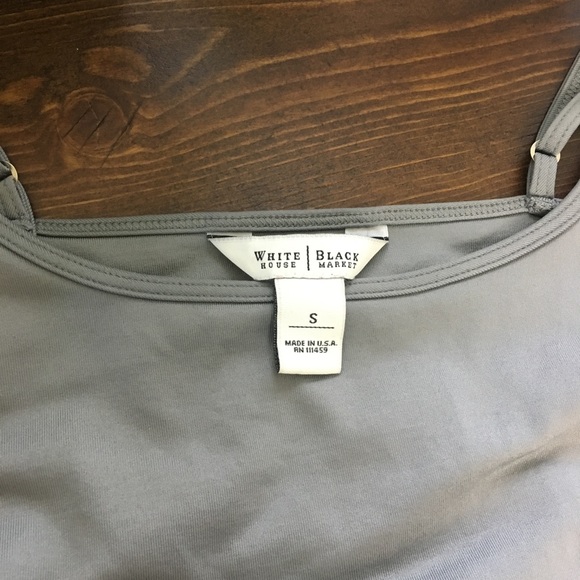 WHITE | BLACK
HOUSE | MARKET
S
MADE IN U.S.A.
RN 111459